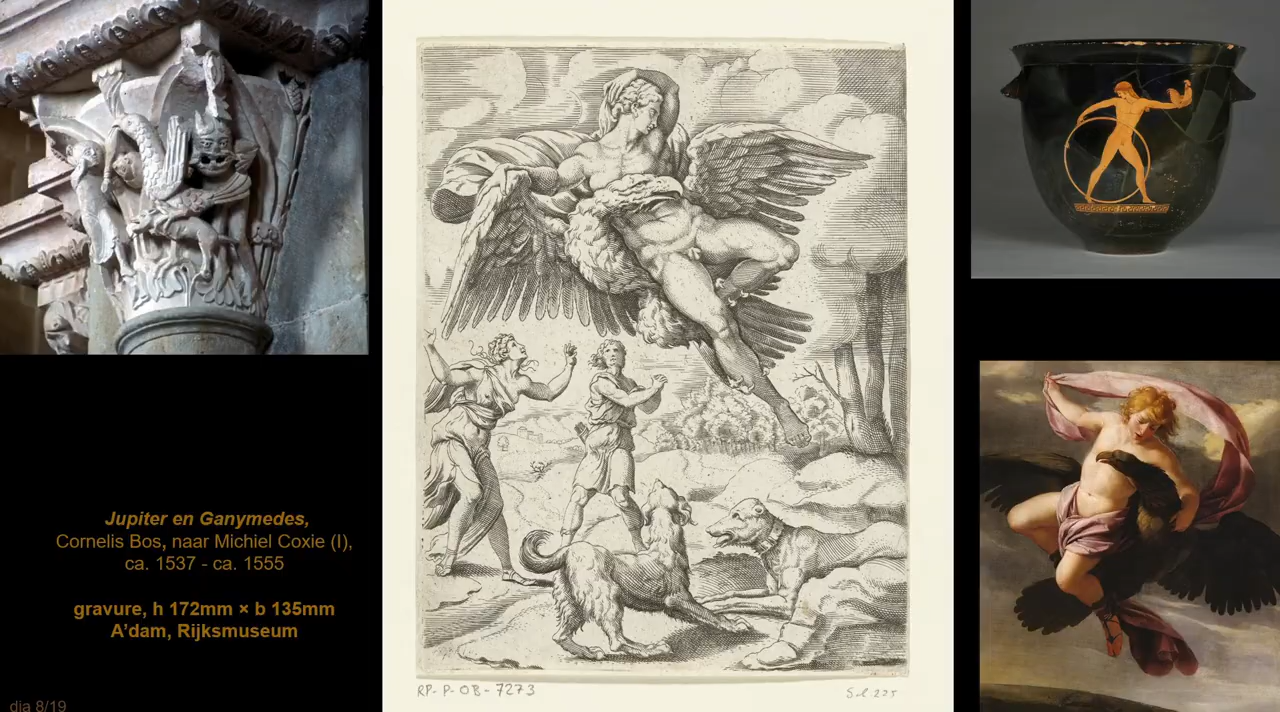 Jupiter en Ganymedes,
Cornelis Bos, naar Michiel Coxie (I),
ca. 1537 - ca. 1555
gravure, h 172mm × b 135mm
A’dam, Rijksmuseum
dia 8/19
RP-P-OB-7273